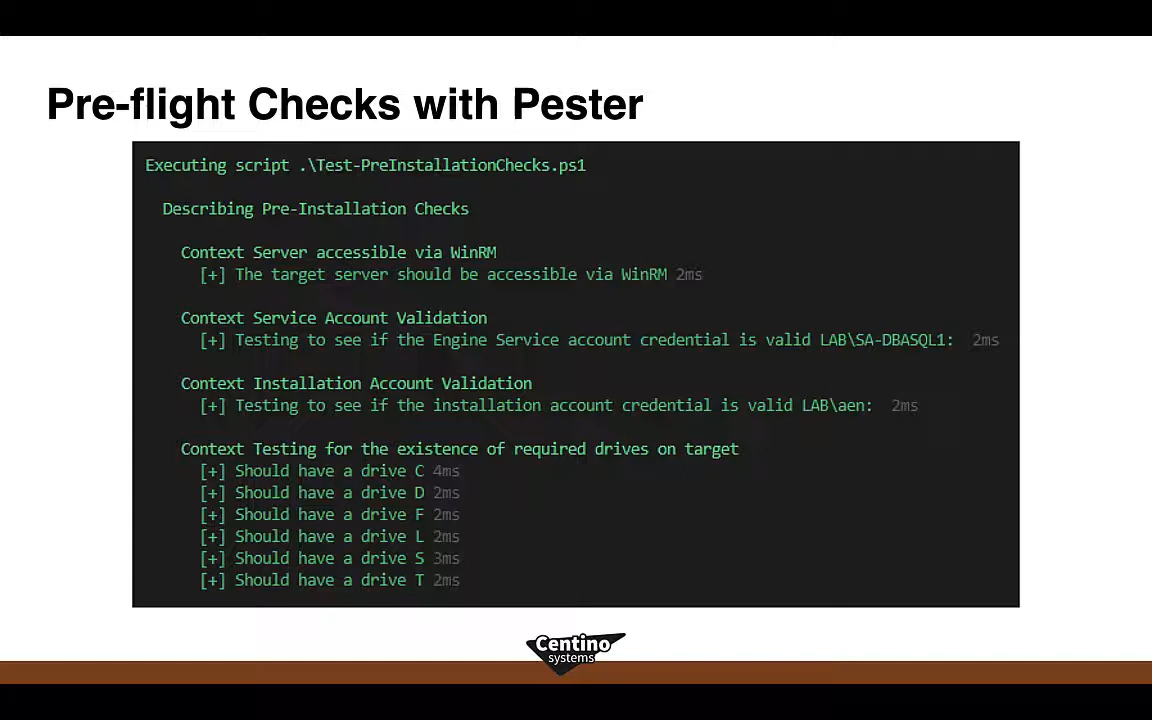 Pre-flight Checks with Pester
Executing script .\Test-PreInstallationChecks.ps1
Describing Pre-Installation Checks
Context Server accessible via WinRM
[+] The target server should be accessible via WinRM 2ms
Context Service Account Validation
[+] Testing to see if the Engine Service account credential is valid LAB\SA-DBASQL1: 2ms
Context Installation Account Validation
[+] Testing to see if the installation account credential is valid LAB\aen: 2ms
Context Testing for the existence of required drives on target
[+] Should have a drive C 4ms
[+] Should have a drive D 2ms
[+] Should have a drive F 2ms
[+] Should have a drive L 2ms
[+] Should have a drive S 3ms
[+] Should have a drive T 2ms
Centino
systems